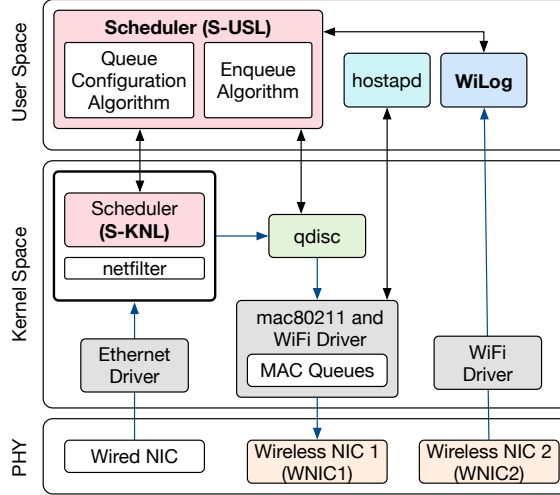 User Space
Scheduler (S-USL)
Queue
Configuration
Algorithm
Enqueue
Algorithm
hostapd
WiLog
Kernel Space
Scheduler
(S-KNL)
netfilter
qdisc
mac80211 and
WiFi Driver
MAC Queues
Ethernet
Driver
WiFi
Driver
PHY
Wired NIC
Wireless NIC 1
(WNIC1)
Wireless NIC 2
(WNIC2)